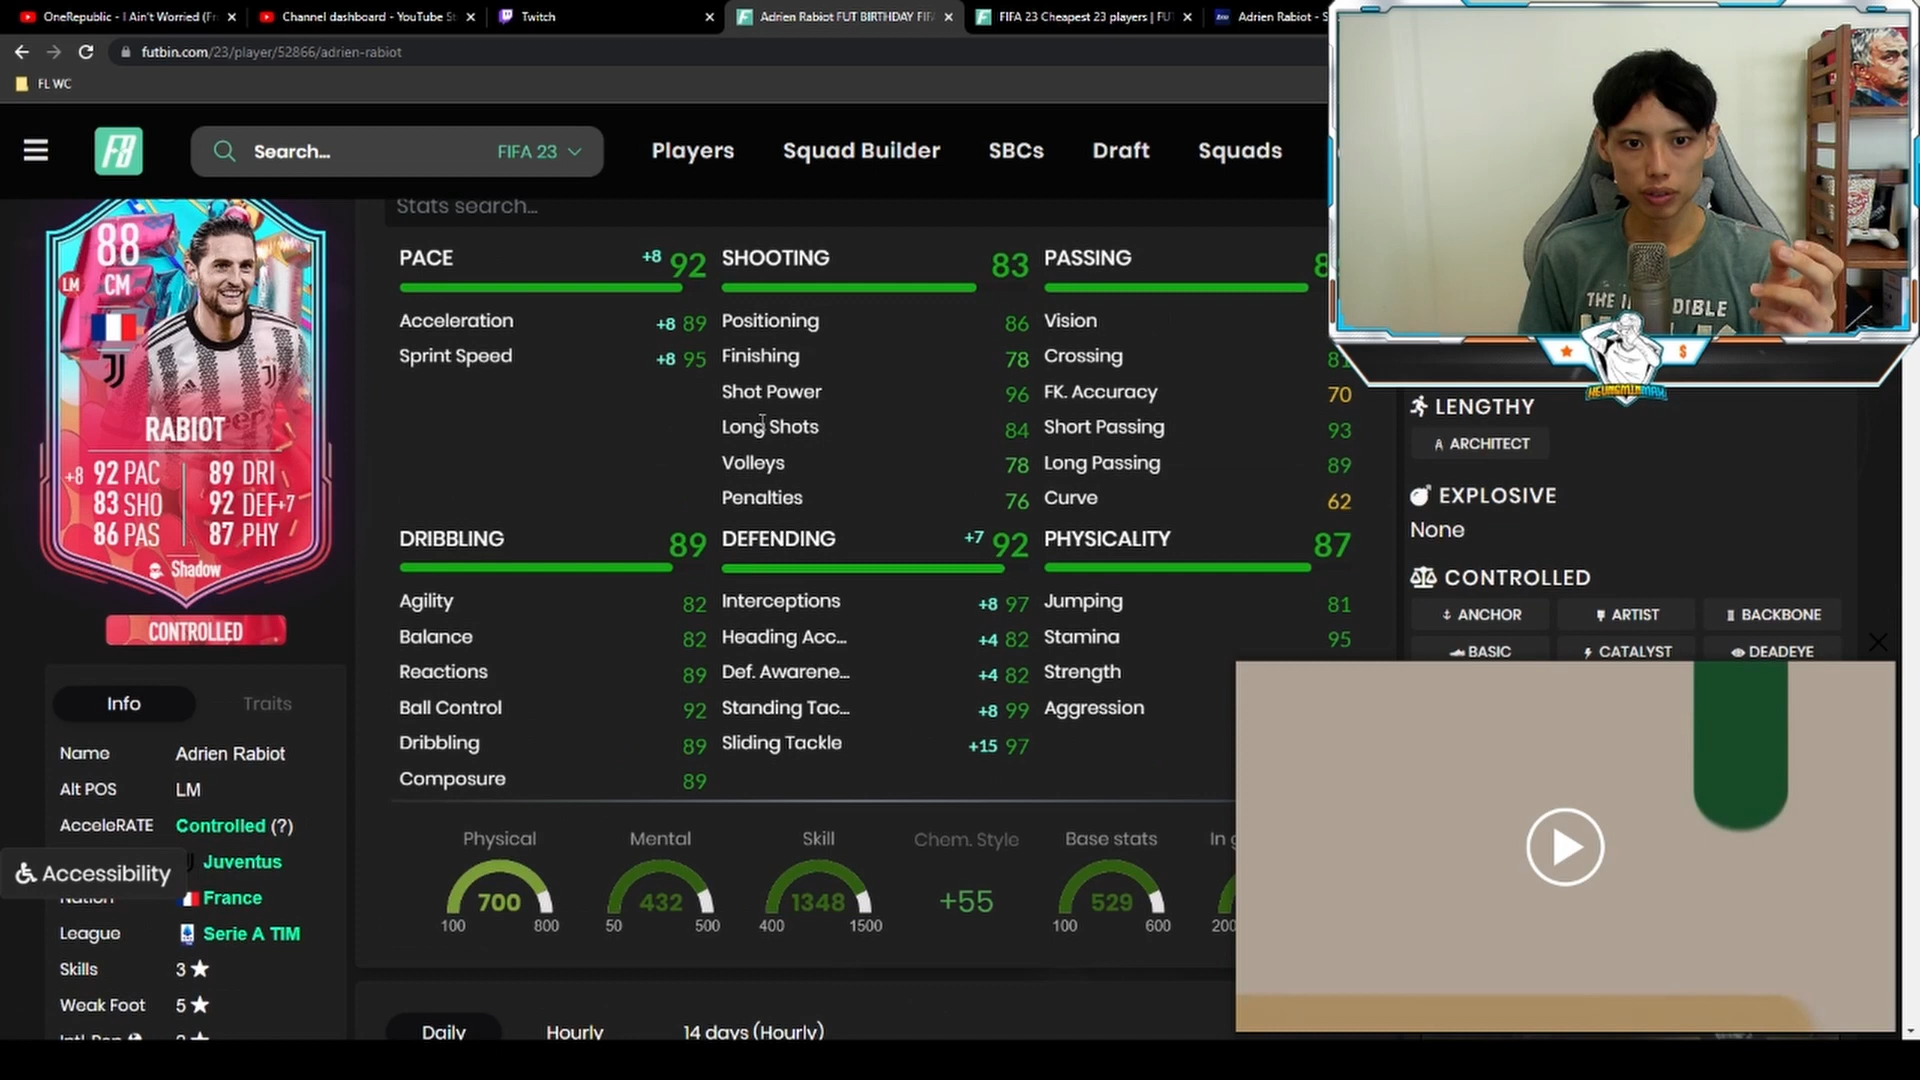 OneRepublic - I Ain't Worried (Fr
Channel dashboard - YouTube St
Twitch
Adrien Rabiot FUT BIRTHDAY FIF
FIFA 23 Cheapest 23 players | FU
Adrien Rabiot - S
futbin.com/23/player/52866/adrien-rabiot
FL WC
FB
Search...
FIFA 23
Players
Squad Builder
SBCs
Draft
Squads
Stats search...
88
CM
LM
RABIOT
+8 92 PAC
89 DRI
83 SHO
92 DEF+7
86 PAS
87 PHY
Shadow
CONTROLLED
PACE +8 92
Acceleration +8 89
Sprint Speed +8 95
SHOOTING 83
Positioning 86
Finishing 78
Shot Power 96
Long Shots 84
Volleys 78
Penalties 76
PASSING 8
Vision
Crossing 81
FK. Accuracy 70
Short Passing 93
Long Passing 89
Curve 62
DRIBBLING 89
Agility 82
Balance 82
Reactions 89
Ball Control 92
Dribbling 89
Composure 89
DEFENDING +7 92
Interceptions +8 97
Heading Acc... +4 82
Def. Awarene... +4 82
Standing Tac... +8 99
Sliding Tackle +15 97
PHYSICALITY 87
Jumping 81
Stamina 95
Strength
Aggression
LENGTHY
ARCHITECT
EXPLOSIVE
None
CONTROLLED
ANCHOR
ARTIST
BACKBONE
BASIC
CATALYST
DEADEYE
Info
Traits
Name Adrien Rabiot
Alt POS LM
AcceleRATE Controlled (?)
Juventus
Accessibility
Nation France
League Serie A TIM
Skills 3
Weak Foot 5
Physical
700
100 800
Mental
432
50 500
Skill
1348
400 1500
Chem. Style
+55
Base stats
529
100 600
In g
200
Daily
Hourly
14 days (Hourly)
HEUNGMINMAX
$